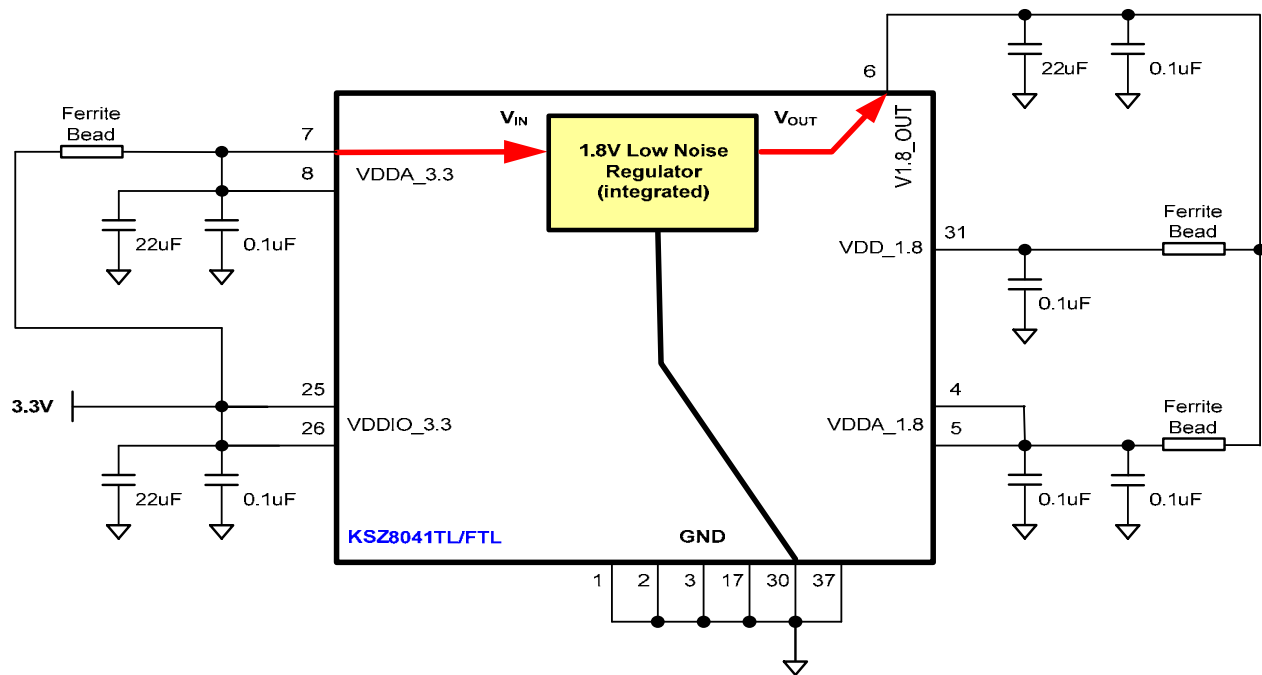 6
22uF
0.1uF
Ferrite
Bead
7
VIN
VOUT
V1.8_OUT
1.8V Low Noise
Regulator
(integrated)
8
VDDA_3.3
22uF
0.1uF
31
VDD_1.8
Ferrite
Bead
0.1uF
25
3.3V
VDDIO_3.3
26
4
VDDA_1.8
5
Ferrite
Bead
22uF
0.1uF
0.1uF
0.1uF
KSZ8041TL/FTL
GND
1
2
3
17
30
37